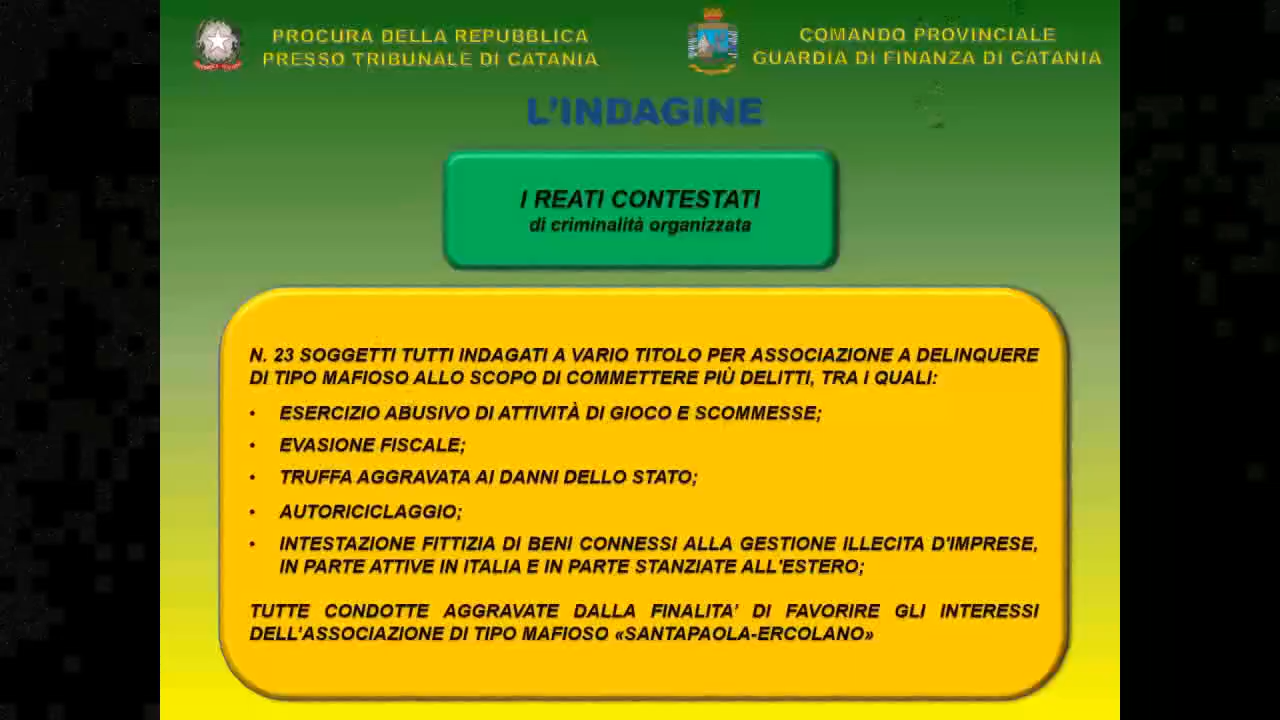 PROCURA DELLA REPUBBLICA
PRESSO TRIBUNALE DI CATANIA
COMANDO PROVINCIALE
GUARDIA DI FINANZA DI CATANIA
L'INDAGINE
I REATI CONTESTATI
di criminalità organizzata
N. 23 SOGGETTI TUTTI INDAGATI A VARIO TITOLO PER ASSOCIAZIONE A DELINQUERE
DI TIPO MAFIOSO ALLO SCOPO DI COMMETTERE PIÙ DELITTI, TRA I QUALI:
• ESERCIZIO ABUSIVO DI ATTIVITÀ DI GIOCO E SCOMMESSE;
• EVASIONE FISCALE;
• TRUFFA AGGRAVATA AI DANNI DELLO STATO;
• AUTORICICLAGGIO;
• INTESTAZIONE FITTIZIA DI BENI CONNESSI ALLA GESTIONE ILLECITA D'IMPRESE,
IN PARTE ATTIVE IN ITALIA E IN PARTE STANZIATE ALL'ESTERO;
TUTTE CONDOTTE AGGRAVATE DALLA FINALITA' DI FAVORIRE GLI INTERESSI
DELL'ASSOCIAZIONE DI TIPO MAFIOSO «SANTAPAOLA-ERCOLANO»